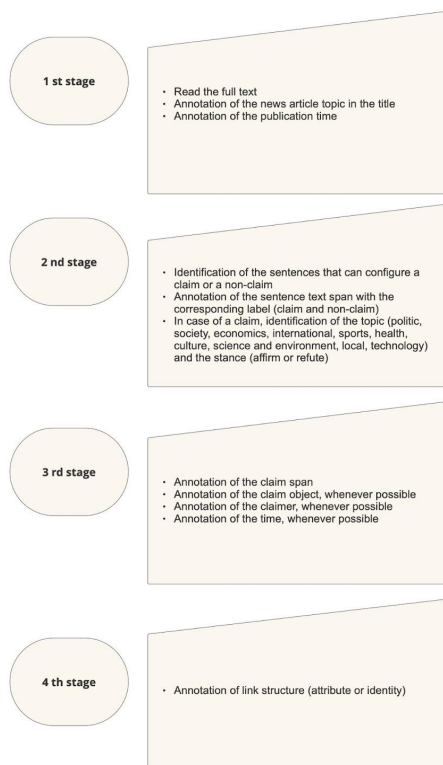 1 st stage
· Read the full text
· Annotation of the news article topic in the title
· Annotation of the publication time
2 nd stage
· Identification of the sentences that can configure a
claim or a non-claim
· Annotation of the sentence text span with the
corresponding label (claim and non-claim)
· In case of a claim, identification of the topic (politic,
society, economics, international, sports, health,
culture, science and environment, local, technology)
and the stance (affirm or refute)
3 rd stage
· Annotation of the claim span
· Annotation of the claim object, whenever possible
· Annotation of the claimer, whenever possible
· Annotation of the time, whenever possible
4 th stage
· Annotation of link structure (attribute or identity)